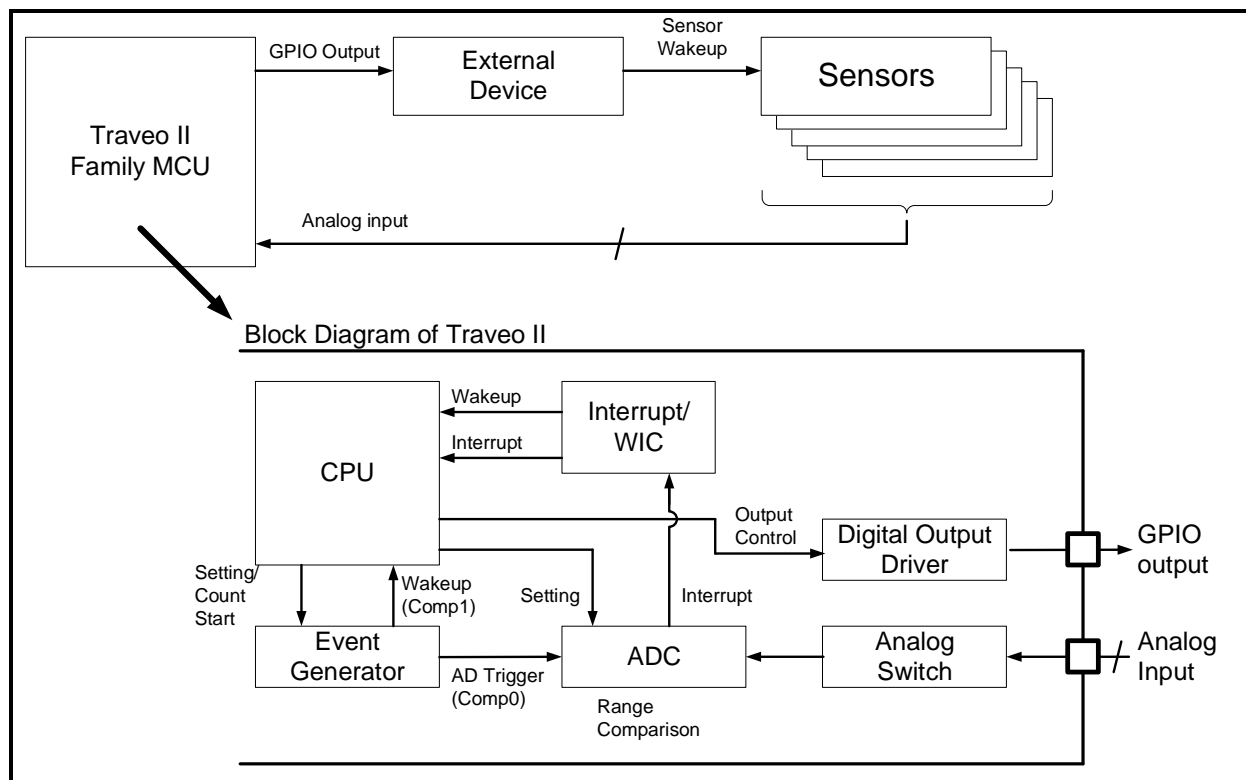 GPIO Output
Sensor
Wakeup
External
Device
Sensors
Traveo II
Family MCU
Analog input
Block Diagram of Traveo II
CPU
Wakeup
Interrupt
Interrupt/
WIC
Output
Control
Digital Output
Driver
GPIO
output
Setting
Count
Start
Wakeup
(Comp1)
Setting
Interrupt
Event
Generator
AD Trigger
(Comp0)
ADC
Range
Comparison
Analog
Switch
Analog
Input